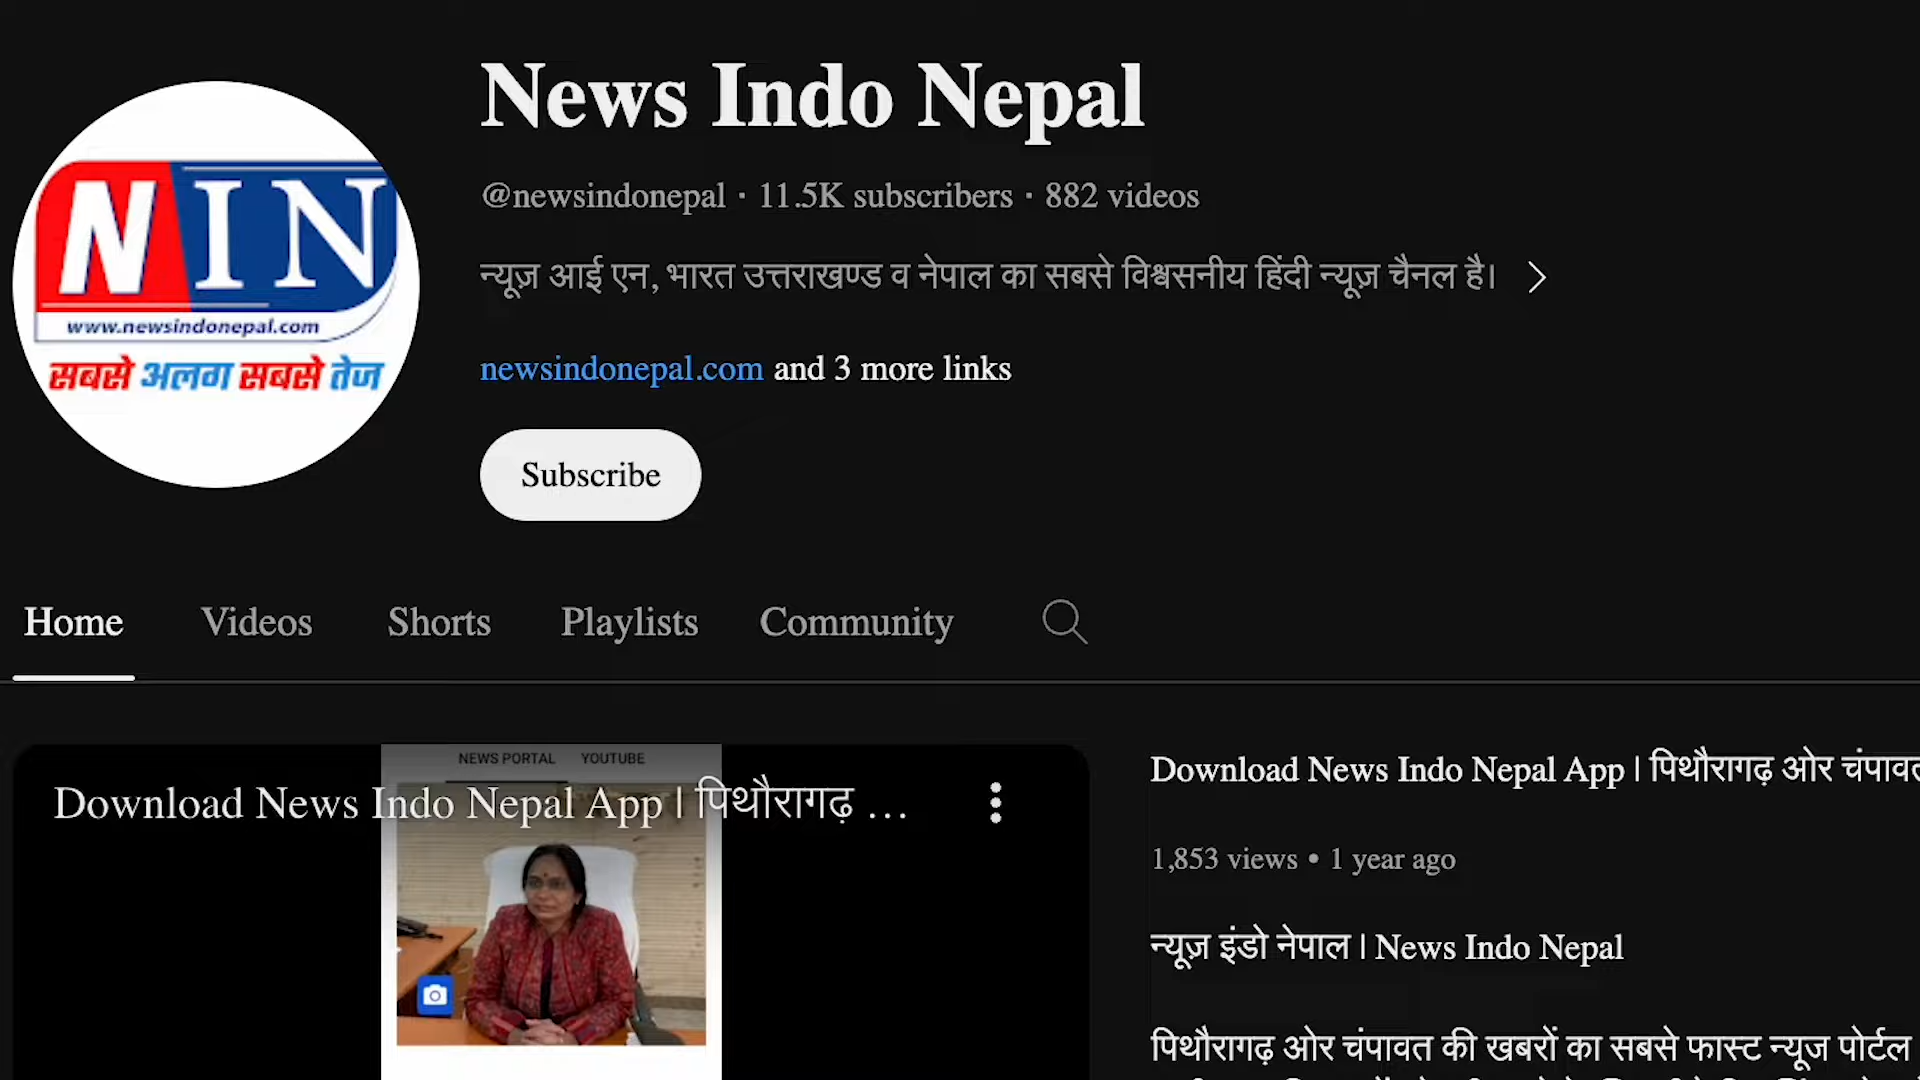 News Indo Nepal
@newsindonepal · 11.5K subscribers · 882 videos
न्यूज़ आई एन, भारत उत्तराखण्ड व नेपाल का सबसे विश्वसनीय हिंदी न्यूज़ चैनल है।
newsindonepal.com and 3 more links
Subscribe
NIN
www.newsindonepal.com
सबसे अलग सबसे तेज
Home Videos Shorts Playlists Community
NEWS PORTAL YOUTUBE
Download News Indo Nepal App | पिथौरागढ़ ...
Download News Indo Nepal App | पिथौरागढ़ ओर
1,853 views • 1 year ago
न्यूज़ इंडो नेपाल | News Indo Nepal
पिथौरागढ़ ओर चंपावत की खबरों का सबसे फास्ट न्यूज पोर्टल